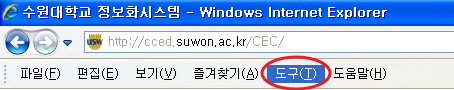 수원대학교 정보화시스템 - Windows Internet Explorer
USW http://cced.suwon.ac.kr/CEC/
파일(F) 편집(E) 보기(V) 즐겨찾기(A) 도구(T) 도움말(H)